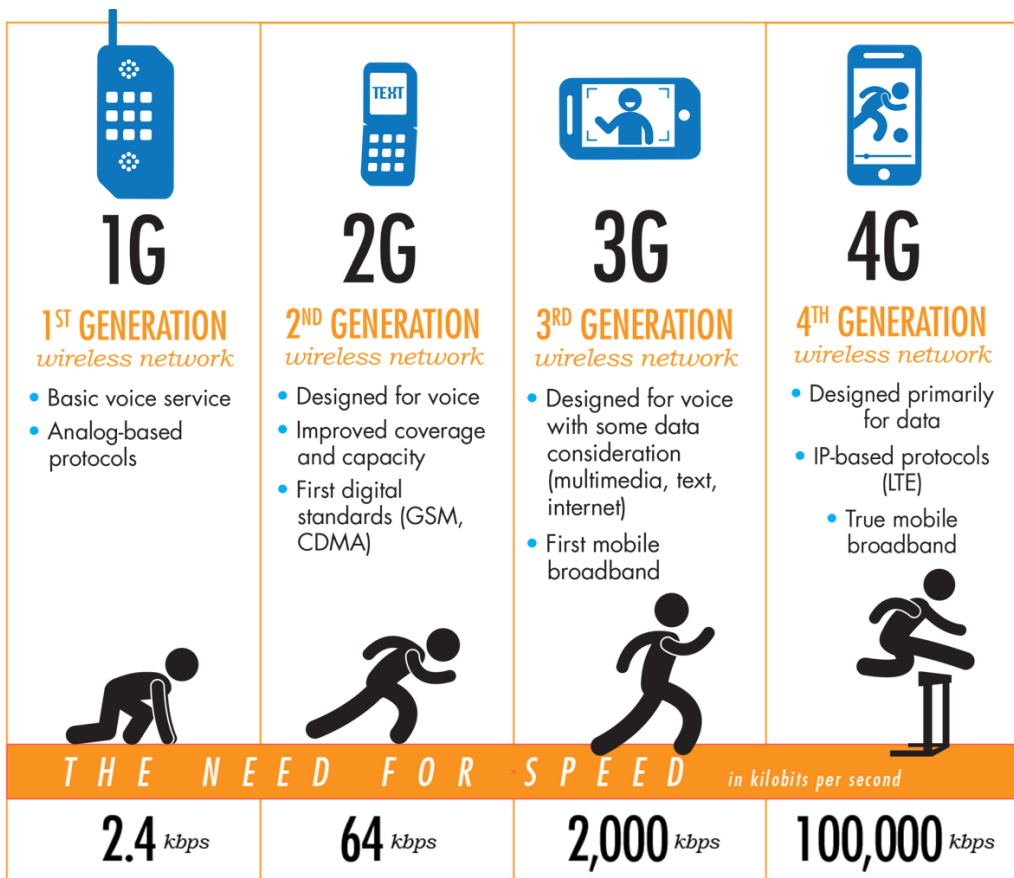 TEXT
1G
1ST GENERATION
wireless network
• Basic voice service
• Analog-based
protocols
2G
2ND GENERATION
wireless network
• Designed for voice
• Improved coverage
and capacity
• First digital
standards (GSM,
CDMA)
3G
3RD GENERATION
wireless network
• Designed for voice
with some data
consideration
(multimedia, text,
internet)
• First mobile
broadband
4G
4TH GENERATION
wireless network
• Designed primarily
for data
• IP-based protocols
(LTE)
• True mobile
broadband
THE NEED FOR SPEED in kilobits per second
2.4 kbps
64 kbps
2,000 kbps
100,000 kbps